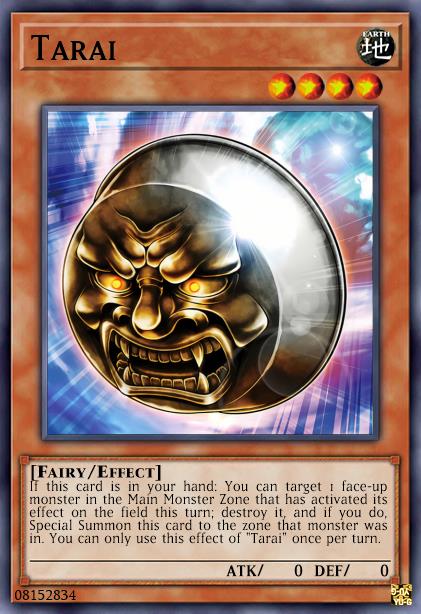 Tarai
EARTH
地
[Fairy/Effect]
If this card is in your hand: You can target 1 face-up
monster in the Main Monster Zone that has activated its
effect on the field this turn; destroy it, and if you do,
Special Summon this card to the zone that monster was
in. You can only use this effect of "Tarai" once per turn.
ATK/ 0 DEF/ 0
08152834